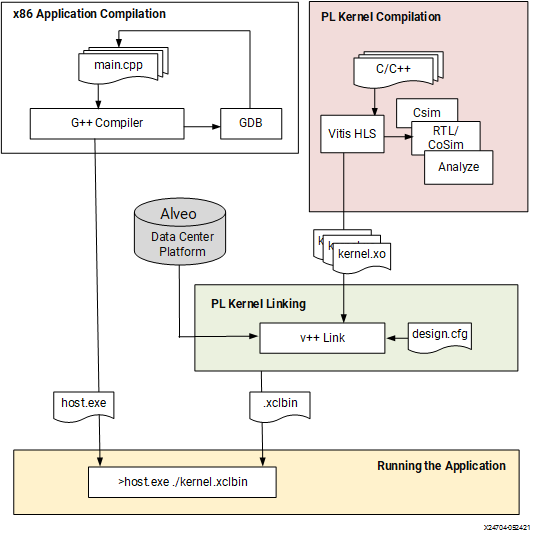 x86 Application Compilation
main.cpp
G++ Compiler
GDB
PL Kernel Compilation
C/C++
Vitis HLS
Csim
RTL/
CoSim
Analyze
Alveo
Data Center
Platform
k
k
kernel.xo
PL Kernel Linking
v++ Link
design.cfg
host.exe
.xclbin
Running the Application
>host.exe ./kernel.xclbin
X24704-052421